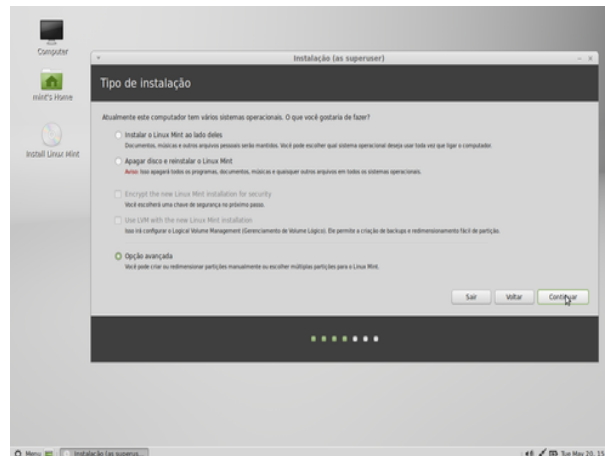 Computer
mint's Home
Install Linux Mint
Instalação (as superuser)
Tipo de instalação
Atualmente este computador tem vários sistemas operacionais. O que você gostaria de fazer?
Instalar o Linux Mint ao lado deles
Documentos, músicas e outros arquivos pessoais serão mantidos. Você pode escolher qual sistema operacional deseja usar toda vez que ligar o computador.
Apagar disco e reinstalar o Linux Mint
Aviso: Isso apagará todos os programas, documentos, músicas e quaisquer outros arquivos em todos os sistemas operacionais.
Encrypt the new Linux Mint installation for security
Você escolherá uma chave de segurança no próximo passo.
Use LVM with the new Linux Mint installation
Isso irá configurar o Logical Volume Management (Gerenciamento de Volume Lógico). Ele permite a criação de backups e redimensionamento fácil de partição.
Opção avançada
Você pode criar ou redimensionar partições manualmente ou escolher múltiplas partições para o Linux Mint.
Sair
Voltar
Continuar
Menu
Instalação (as superus...
Tue May 20, 15